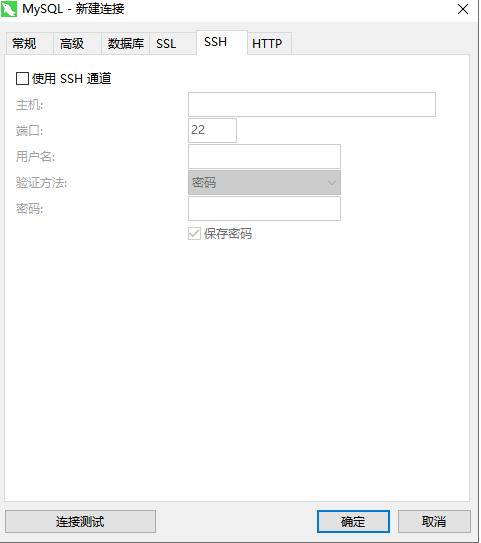 MySQL - 新建连接
常规 高级 数据库 SSL SSH HTTP
使用 SSH 通道
主机:
端口: 22
用户名:
验证方法: 密码
密码:
保存密码
连接测试 确定 取消